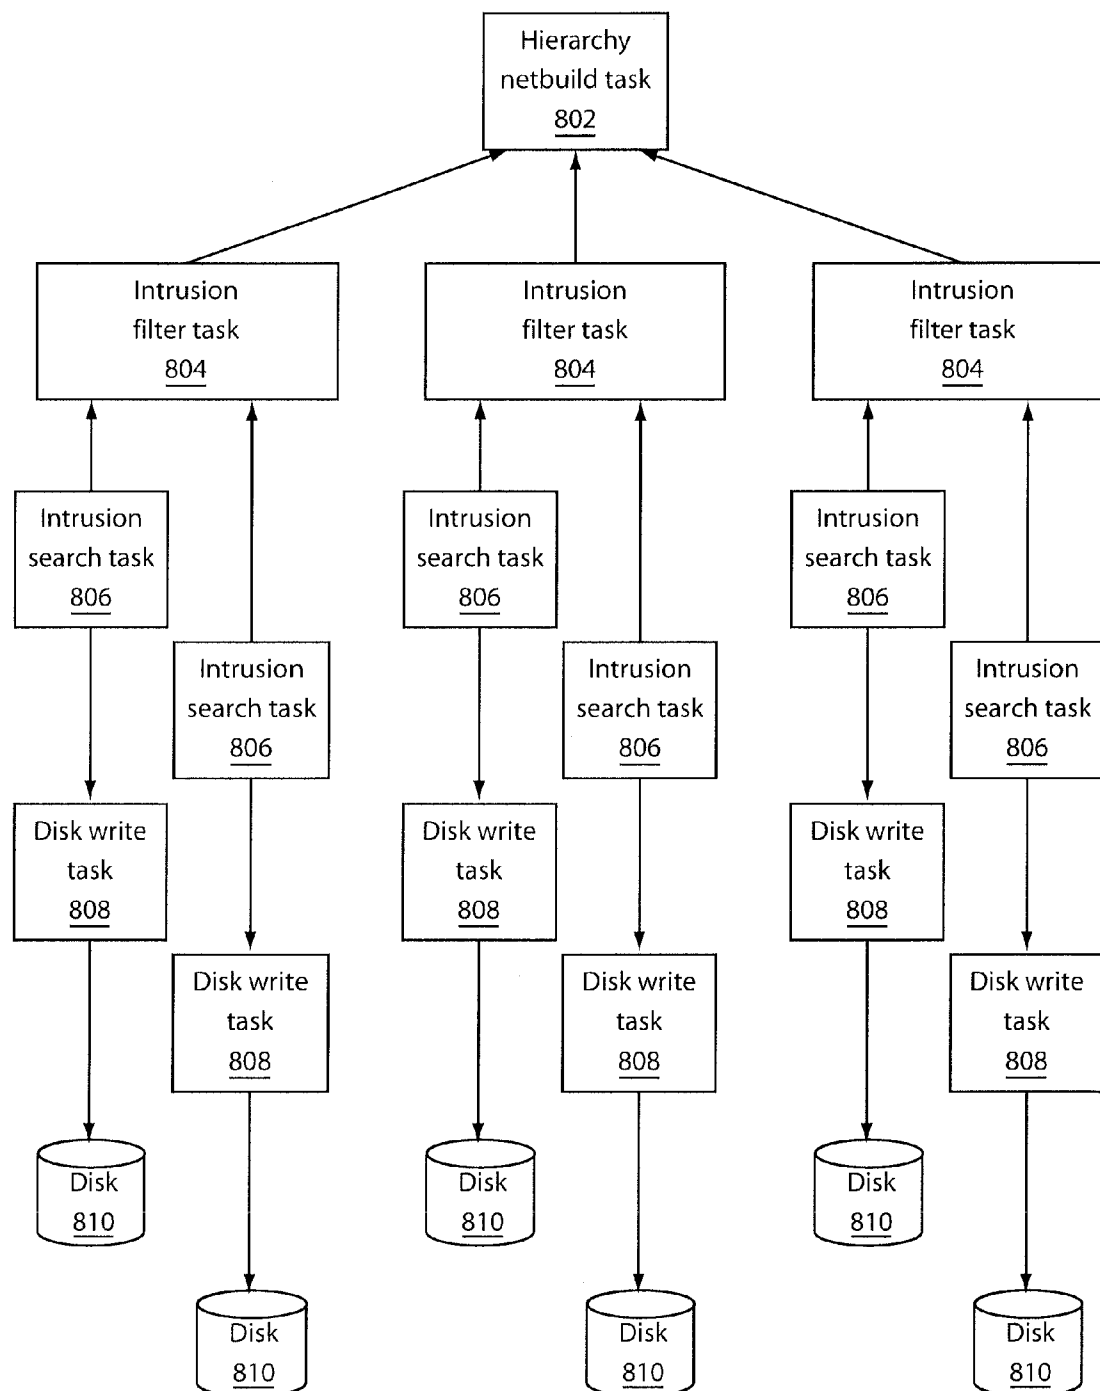 Hierarchy
netbuild task
802
Intrusion
filter task
804
Intrusion
filter task
804
Intrusion
filter task
804
Intrusion
search task
806
Intrusion
search task
806
Intrusion
search task
806
Intrusion
search task
806
Intrusion
search task
806
Intrusion
search task
806
Disk write
task
808
Disk write
task
808
Disk write
task
808
Disk write
task
808
Disk write
task
808
Disk write
task
808
Disk
810
Disk
810
Disk
810
Disk
810
Disk
810
Disk
810